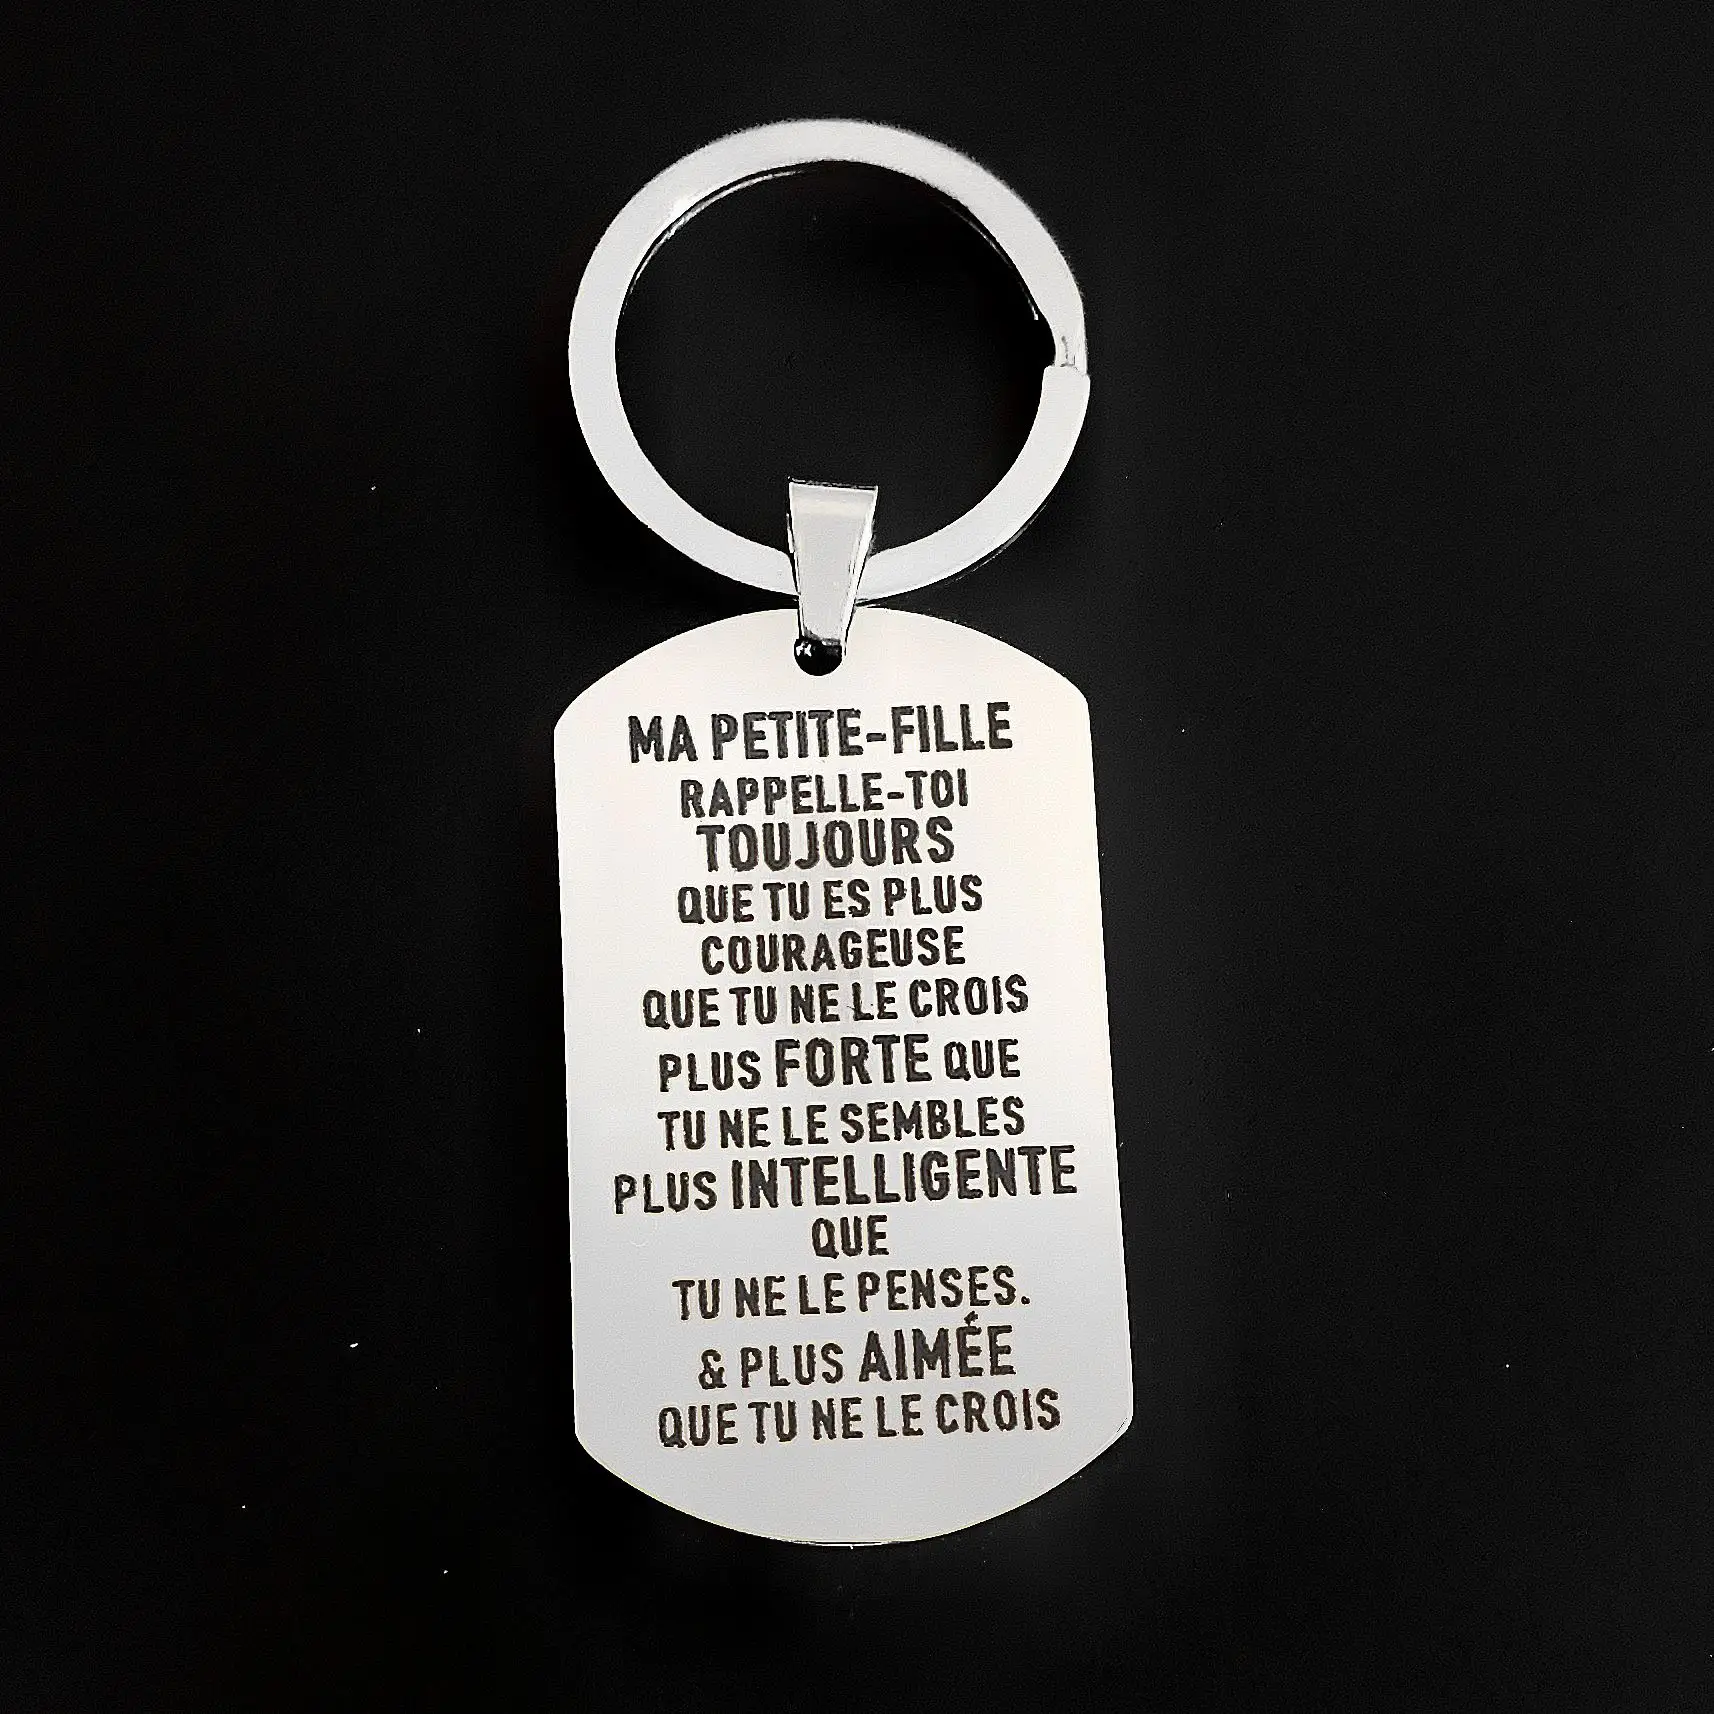 MA PETITE-FILLE
RAPPELLE-TOI
TOUJOURS
QUE TU ES PLUS
COURAGEUSE
QUE TU NE LE CROIS
PLUS FORTE QUE
TU NE LE SEMBLES
PLUS INTELLIGENTE
QUE
TU NE LE PENSES.
& PLUS AIMÉE
QUE TU NE LE CROIS